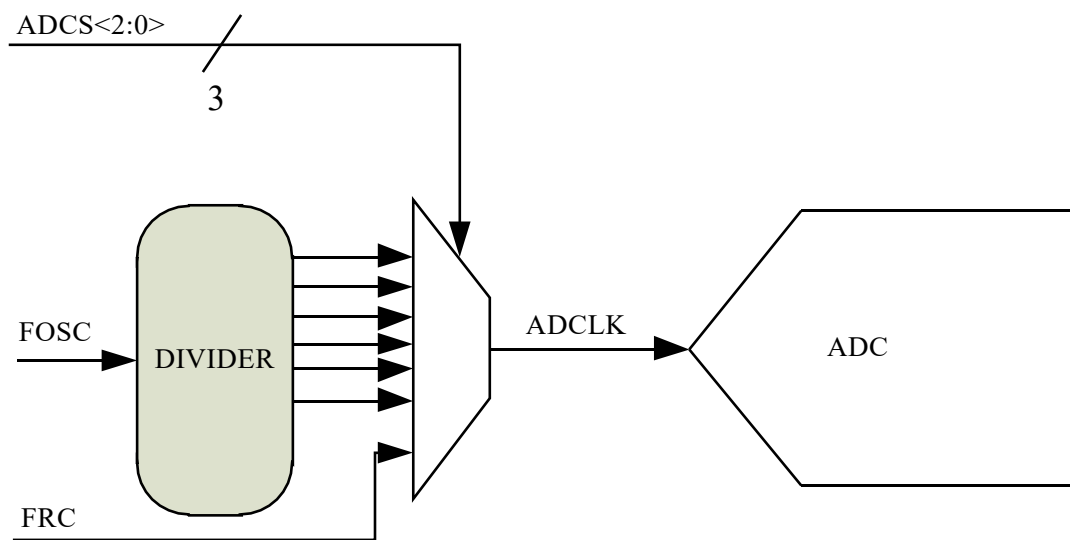 ADCS<2:0>
3
FOSC
DIVIDER
ADCLK
ADC
FRC